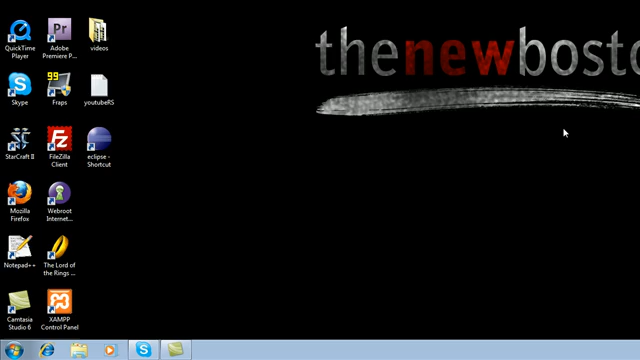 thenewbosto
QuickTime
Player
Adobe
Premiere P...
videos
99
Skype
Fraps
youtubeRS
StarCraft II
FileZilla
Client
eclipse -
Shortcut
Mozilla
Firefox
Webroot
Internet...
Notepad++
The Lord of
the Rings ...
Camtasia
Studio 6
XAMPP
Control Panel